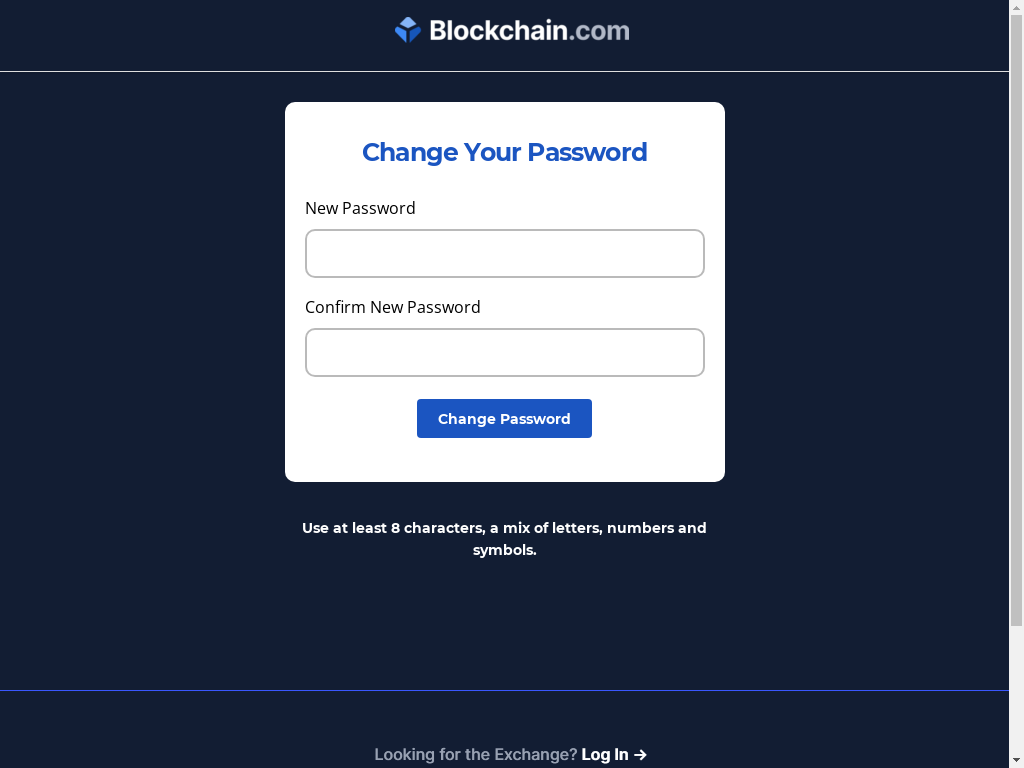 Blockchain.com
Change Your Password
New Password
Confirm New Password
Change Password
Use at least 8 characters, a mix of letters, numbers and
symbols.
Looking for the Exchange? Log In →